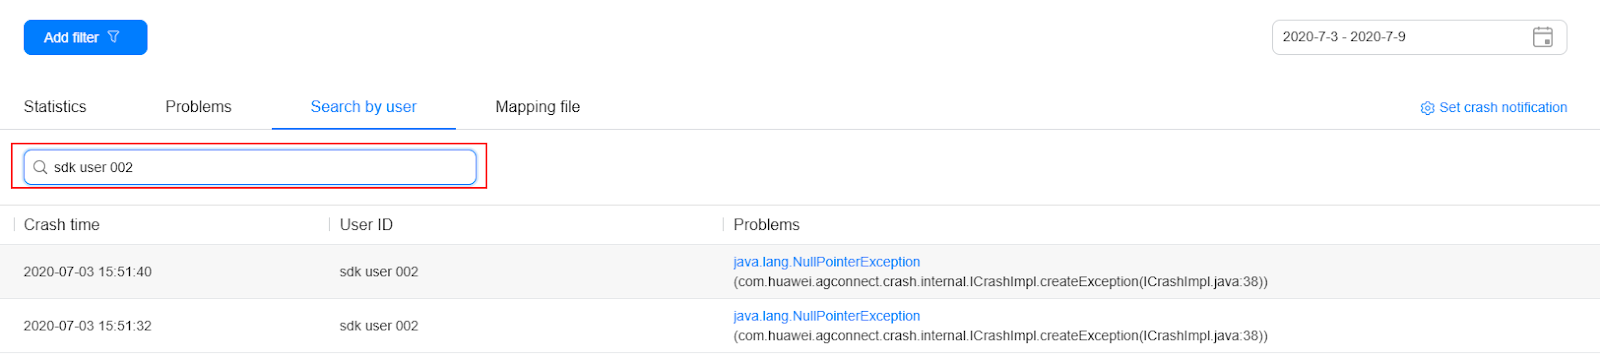 Add filter
2020-7-3 - 2020-7-9
Statistics Problems Search by user Mapping file Set crash notification
sdk user 002
Crash time User ID Problems
2020-07-03 15:51:40 sdk user 002 java.lang.NullPointerException
(com.huawei.agconnect.crash.internal.ICrashImpl.createException(ICrashImpl.java:38))
2020-07-03 15:51:32 sdk user 002 java.lang.NullPointerException
(com.huawei.agconnect.crash.internal.ICrashImpl.createException(ICrashImpl.java:38))